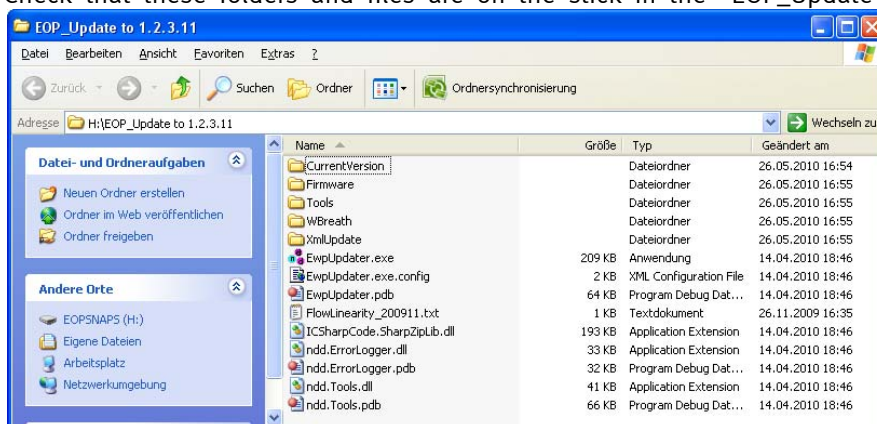 Check that these folders and files are on the stick in the "EOP_Update
EOP_Update to 1.2.3.11
Datei Bearbeiten Ansicht Favoriten Extras ?
Zurück Suchen Ordner Ordnersynchronisierung
Adresse H:\EOP_Update to 1.2.3.11 Wechseln zu
Name Größe Typ Geändert am
Datei- und Ordneraufgaben
Neuen Ordner erstellen
Ordner im Web veröffentlichen
Ordner freigeben
Andere Orte
EOPSNAPS (H:)
Eigene Dateien
Arbeitsplatz
Netzwerkumgebung
CurrentVersion Dateiordner 26.05.2010 16:54
Firmware Dateiordner 26.05.2010 16:55
Tools Dateiordner 26.05.2010 16:55
WBreath Dateiordner 26.05.2010 16:55
XmlUpdate Dateiordner 26.05.2010 16:55
EwpUpdater.exe 209 KB Anwendung 14.04.2010 18:46
EwpUpdater.exe.config 2 KB XML Configuration File 14.04.2010 18:46
EwpUpdater.pdb 64 KB Program Debug Dat... 14.04.2010 18:46
FlowLinearity_200911.txt 1 KB Textdokument 26.11.2009 16:35
ICSharpCode.SharpZipLib.dll 193 KB Application Extension 14.04.2010 18:46
ndd.ErrorLogger.dll 33 KB Application Extension 14.04.2010 18:46
ndd.ErrorLogger.pdb 32 KB Program Debug Dat... 14.04.2010 18:46
ndd.Tools.dll 41 KB Application Extension 14.04.2010 18:46
ndd.Tools.pdb 66 KB Program Debug Dat... 14.04.2010 18:46